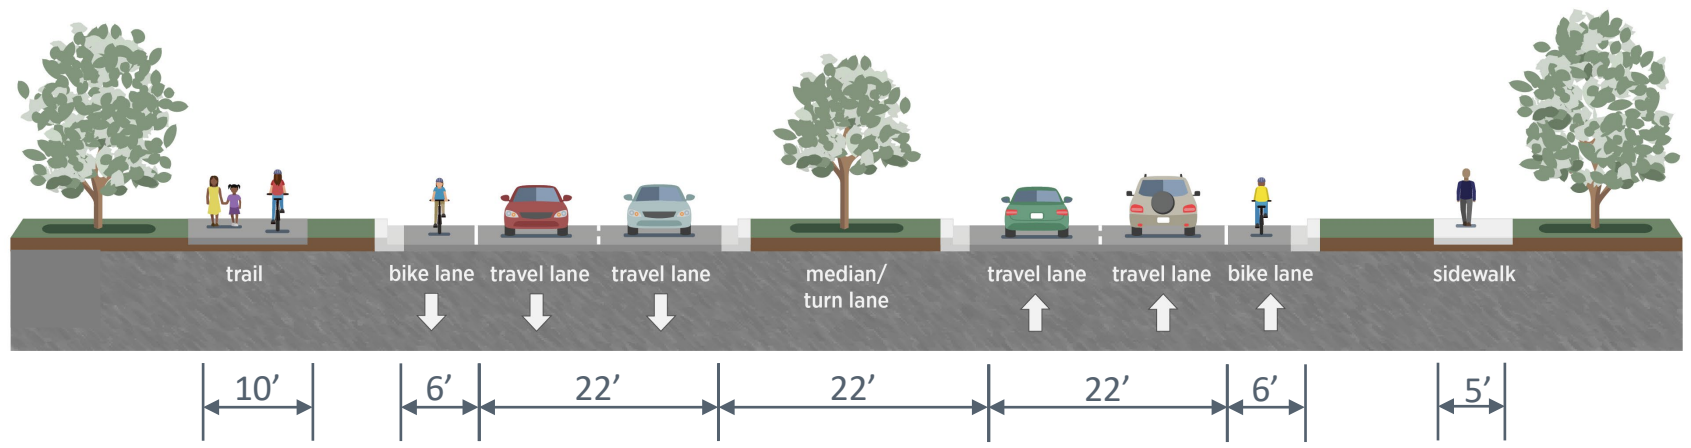 trail
bike lane
travel lane
travel lane
median/
turn lane
travel lane
travel lane
bike lane
sidewalk
10’
6’
22’
22’
22’
6’
5’